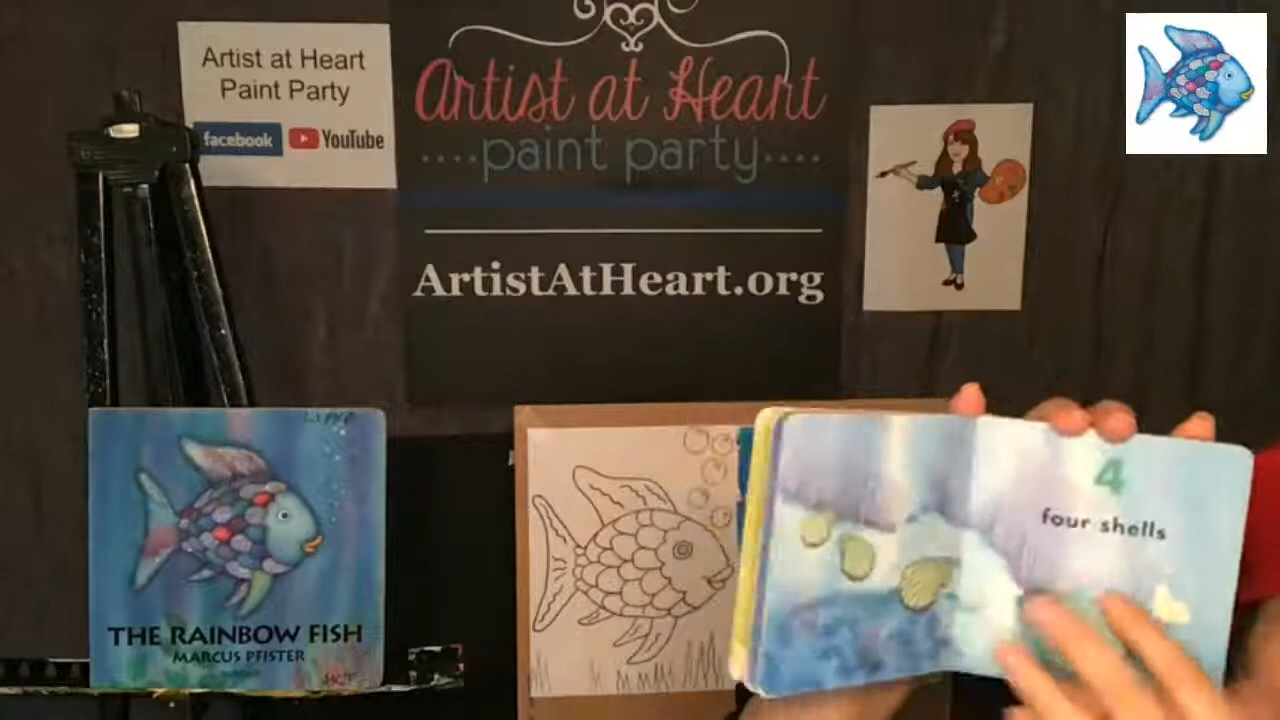 Artist at Heart
Paint Party
facebook
YouTube
Artist at Heart
paint party
ArtistAtHeart.org
THE RAINBOW FISH
MARCUS PFISTER
4
four shells